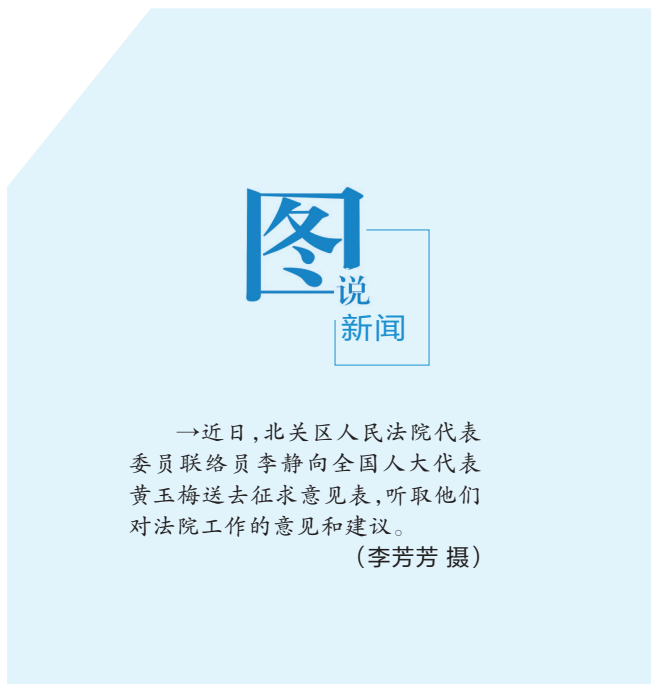 图
说
新闻
→近日,北关区人民法院代表
委员联络员李静向全国人大代表
黄玉梅送去征求意见表,听取他们
对法院工作的意见和建议。
(李芳芳 摄)